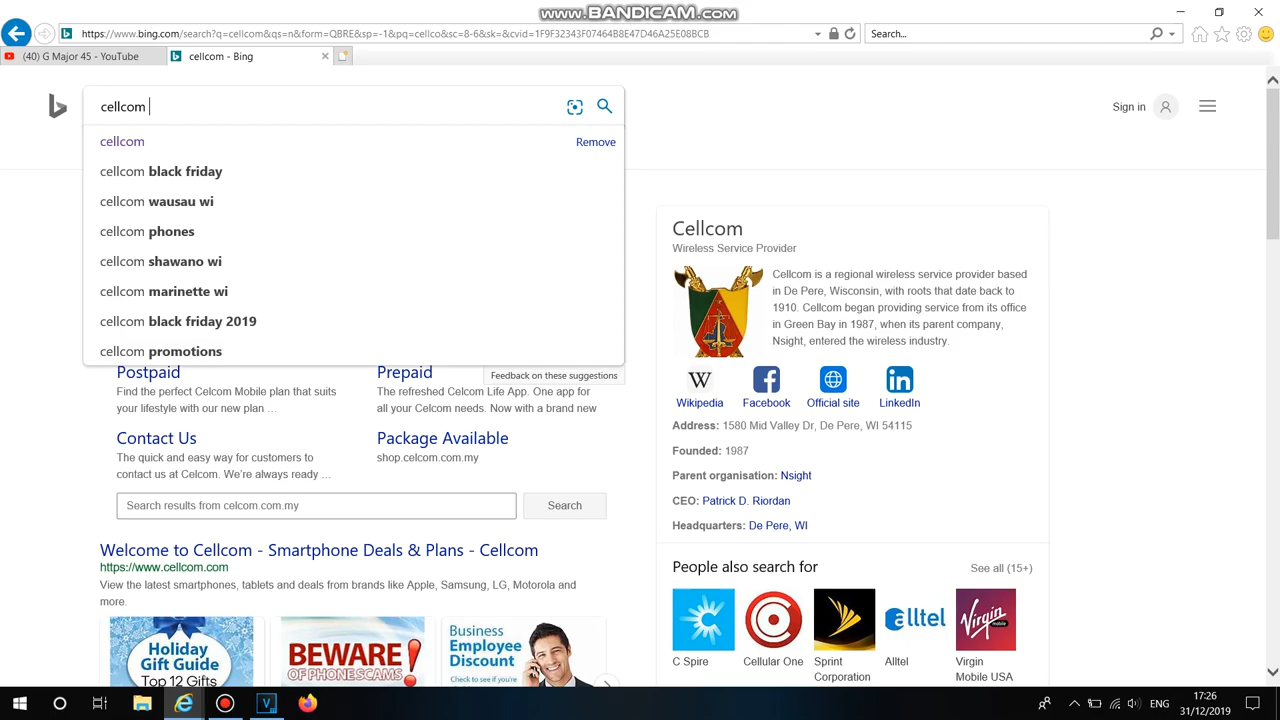 www.BANDICAM.com
https://www.bing.com/search?q=cellcom&qs=n&form=QBRE&sp=-1&pq=cellco&sc=8-6&sk=&cvid=1F9F32343F07464B8E47D46A25E08BCB
Search...
(40) G Major 45 - YouTube
cellcom - Bing
cellcom
Sign in
cellcom
Remove
cellcom black friday
cellcom wausau wi
cellcom phones
cellcom shawano wi
cellcom marinette wi
cellcom black friday 2019
cellcom promotions
Feedback on these suggestions
Postpaid
Find the perfect Celcom Mobile plan that suits
your lifestyle with our new plan ...
Prepaid
The refreshed Celcom Life App. One app for
all your Celcom needs. Now with a brand new
Contact Us
The quick and easy way for customers to
contact us at Celcom. We're always ready ...
Package Available
shop.celcom.com.my
Search results from celcom.com.my
Search
Welcome to Cellcom - Smartphone Deals & Plans - Cellcom
https://www.cellcom.com
View the latest smartphones, tablets and deals from brands like Apple, Samsung, LG, Motorola and
more.
Holiday
Gift Guide
Top 12 Gifts
BEWARE
OF PHONE SCAMS
!
Business
Employee
Discount
Check to see if you're
Cellcom
Wireless Service Provider
Cellcom is a regional wireless service provider based
in De Pere, Wisconsin, with roots that date back to
1910. Cellcom began providing service from its office
in Green Bay in 1987, when its parent company,
Nsight, entered the wireless industry.
W
Wikipedia
Facebook
Official site
in
LinkedIn
Address: 1580 Mid Valley Dr, De Pere, WI 54115
Founded: 1987
Parent organisation: Nsight
CEO: Patrick D. Riordan
Headquarters: De Pere, WI
People also search for
See all (15+)
C Spire
Cellular One
Sprint
Corporation
alltel
Alltel
Virgin
mobile
Virgin
Mobile USA
ENG
17:26
31/12/2019